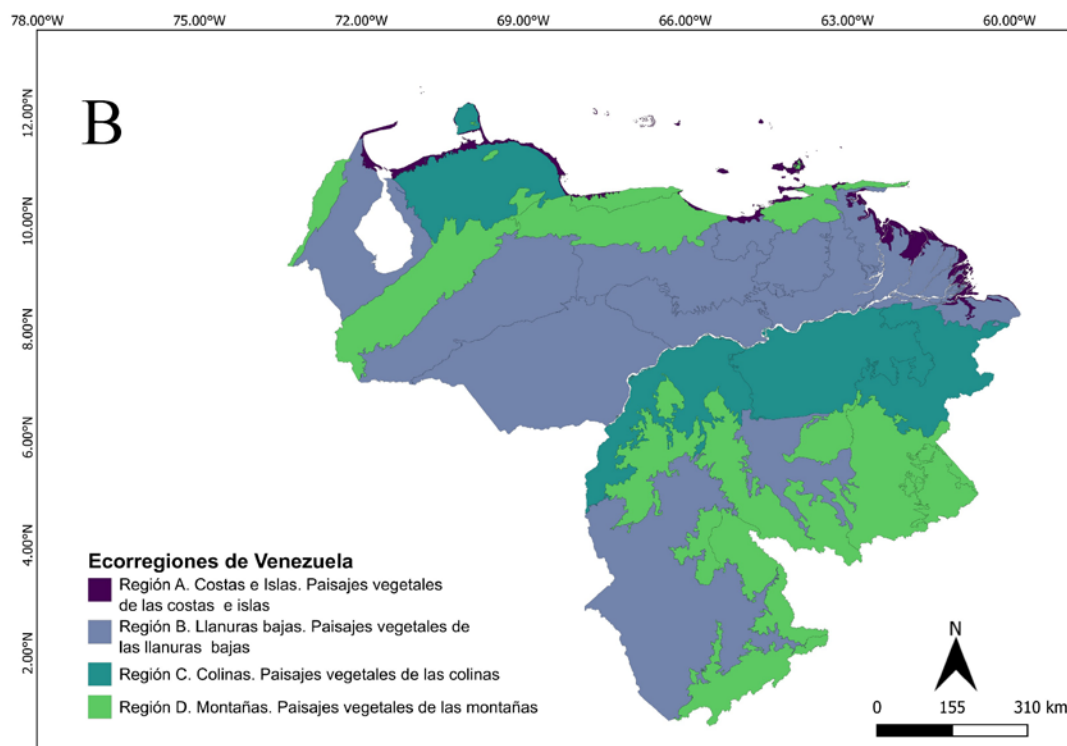 78.00°W 75.00°W 72.00°W 69.00°W 66.00°W 63.00°W 60.00°W
B
12.00°N
10.00°N
8.00°N
6.00°N
4.00°N
2.00°N
Ecorregiones de Venezuela
Región A. Costas e Islas. Paisajes vegetales
de las costas e islas
Región B. Llanuras bajas. Paisajes vegetales de
las llanuras bajas
Región C. Colinas. Paisajes vegetales de las colinas
Región D. Montañas. Paisajes vegetales de las montañas
N
0 155 310 km